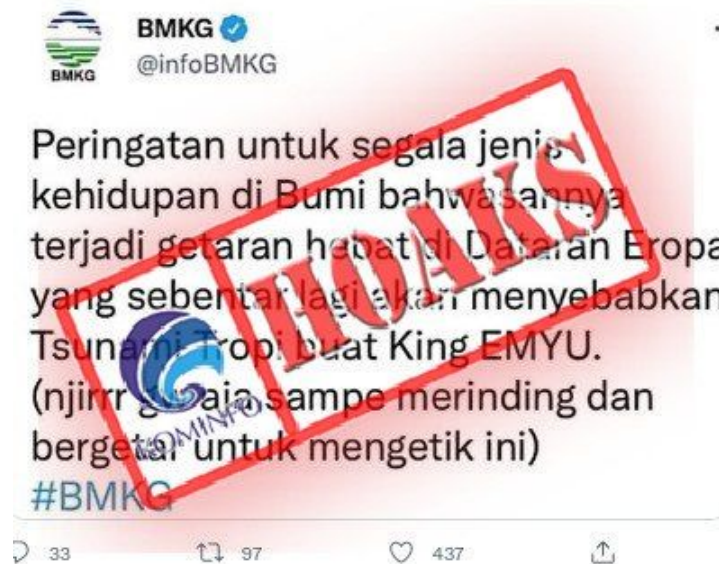 BMKG
@infoBMKG
BMKG
Peringatan untuk segala jenis
kehidupan di Bumi bahwasannya
terjadi getaran hebat di Dataran Eropa
yang sebentar lagi akan menyebabkan
Tsunami Tropi buat King EMYU.
(njirrr gw aja sampe merinding dan
bergetar untuk mengetik ini)
#BMKG
HOAKS
KOMINFO
33 97 437